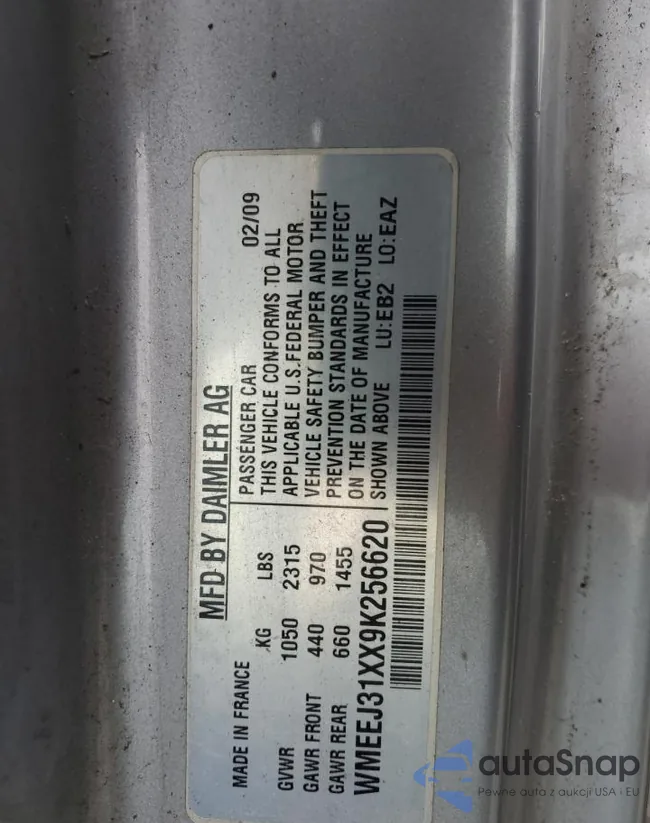 MFD BY DAIMLER AG
MADE IN FRANCE
KG LBS
GVWR 1050 2315
GAWR FRONT 440 970
GAWR REAR 660 1455
PASSENGER CAR 02/09
THIS VEHICLE CONFORMS TO ALL
APPLICABLE U.S.FEDERAL MOTOR
VEHICLE SAFETY BUMPER AND THEFT
PREVENTION STANDARDS IN EFFECT
ON THE DATE OF MANUFACTURE
SHOWN ABOVE LU:EB2 LO:EAZ
WMEEJ31XX9K256620
autaSnap
Pewne auta z aukcji USA i EU